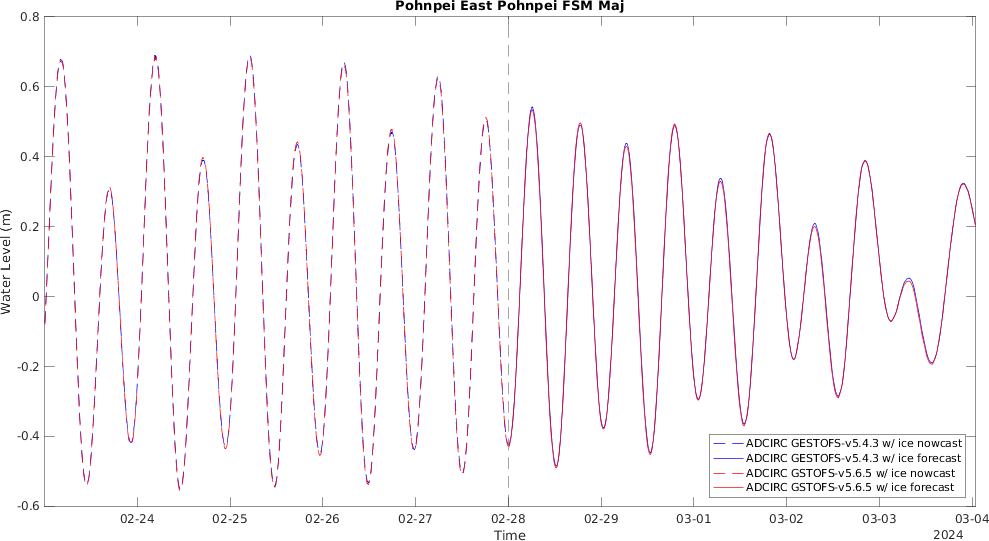 Pohnpei East Pohnpei FSM Maj
0.8
0.6
0.4
0.2
0
-0.2
-0.4
-0.6
Water Level (m)
ADCIRC GESTOFS-v5.4.3 w/ ice nowcast
ADCIRC GESTOFS-v5.4.3 w/ ice forecast
ADCIRC GSTOFS-v5.6.5 w/ ice nowcast
ADCIRC GSTOFS-v5.6.5 w/ ice forecast
02-24 02-25 02-26 02-27 02-28 02-29 03-01 03-02 03-03 03-04
Time 2024